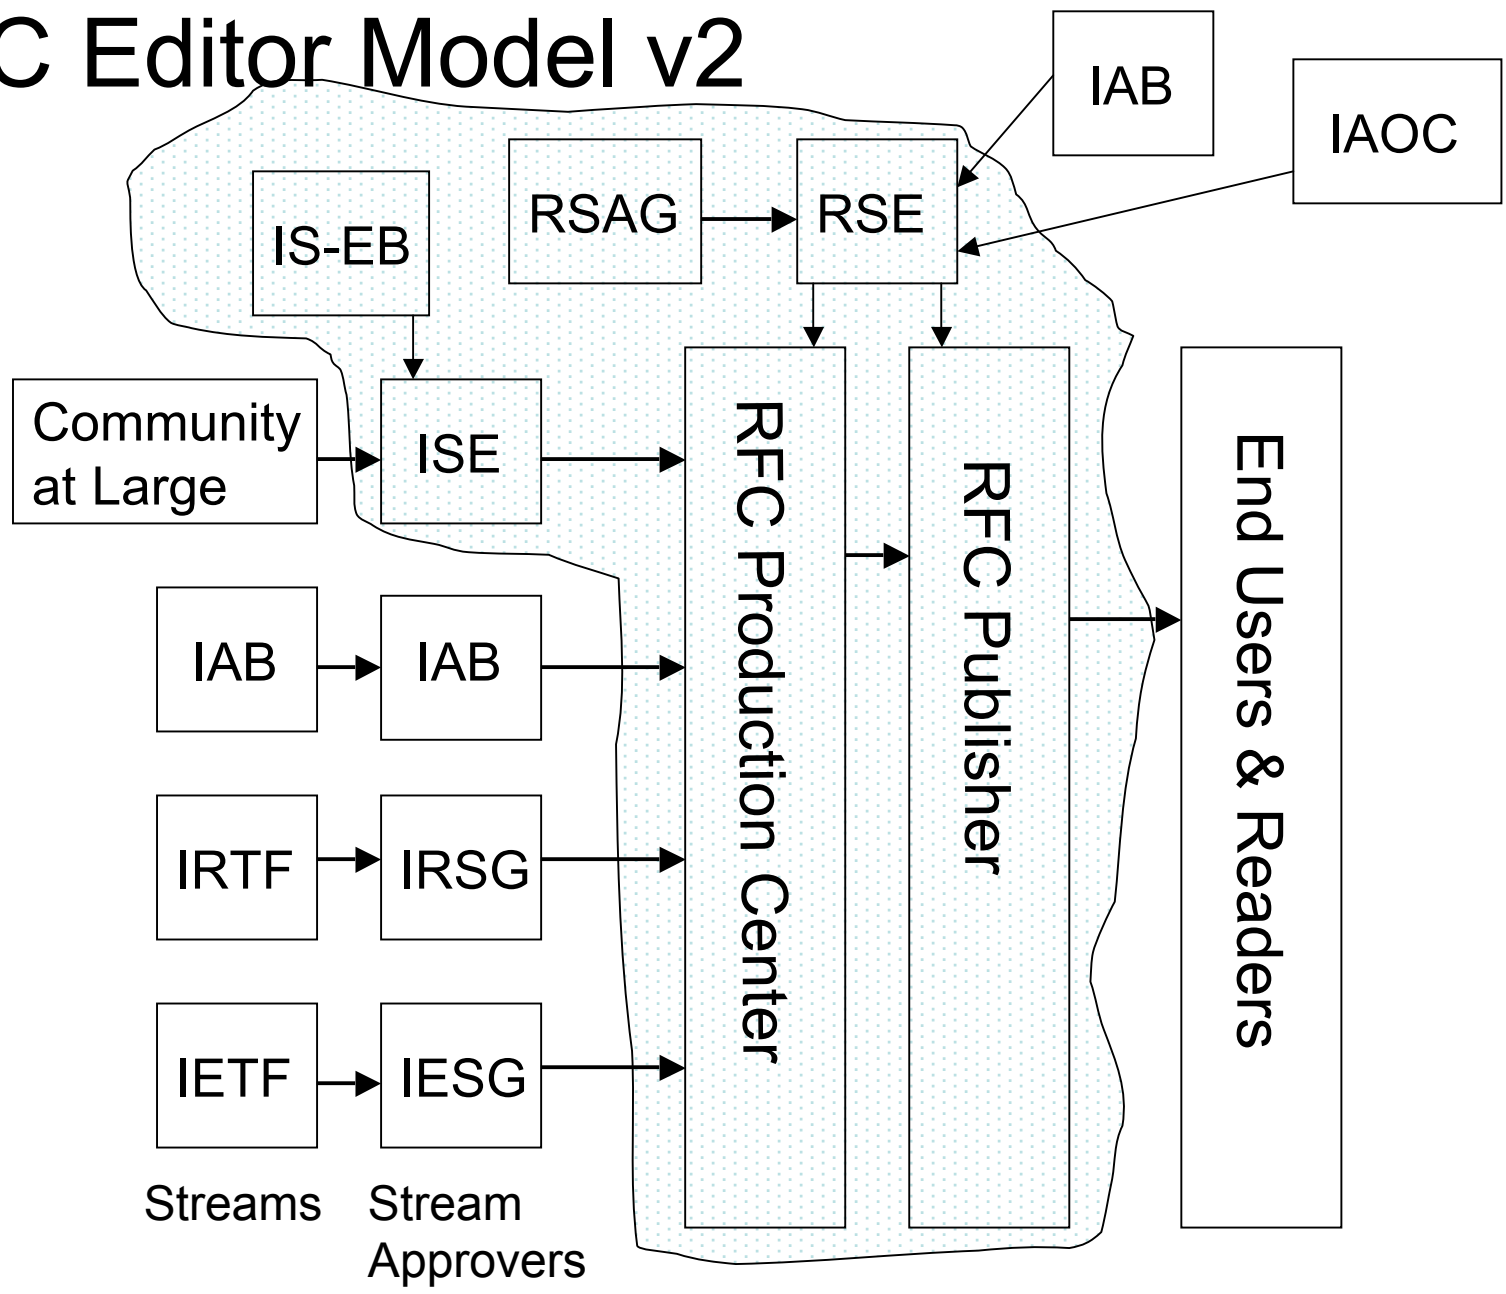 C Editor Model v2
IAB
IAOC
RSAG
RSE
IS-EB
Community
at Large
ISE
IAB
IAB
IRTF
IRSG
IETF
IESG
RFC Production Center
RFC Publisher
End Users & Readers
Streams
Stream
Approvers